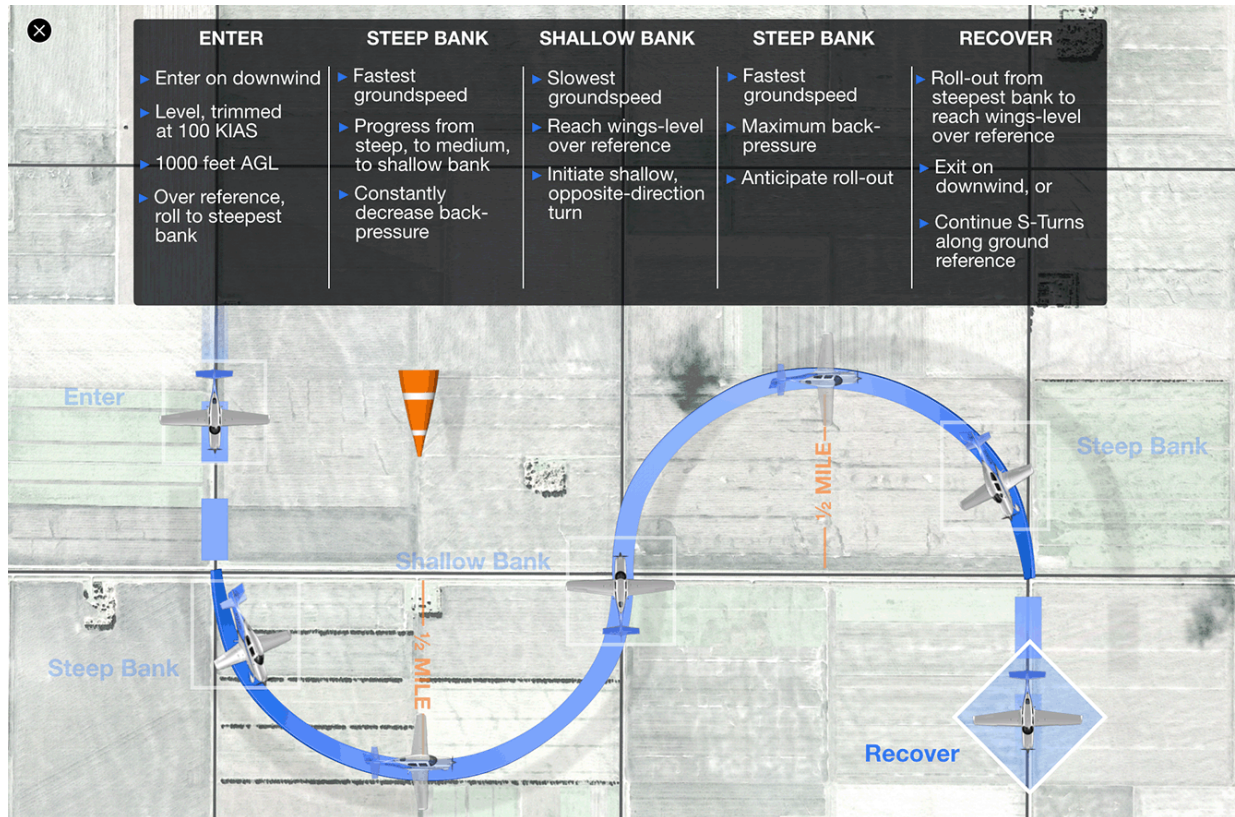 ENTER
Enter on downwind
Level, trimmed
at 100 KIAS
1000 feet AGL
Over reference,
roll to steepest
bank
STEEP BANK
Fastest
groundspeed
Progress from
steep, to medium,
to shallow bank
Constantly
decrease back-
pressure
SHALLOW BANK
Slowest
groundspeed
Reach wings-level
over reference
Initiate shallow,
opposite-direction
turn
STEEP BANK
Fastest
groundspeed
Maximum back-
pressure
Anticipate roll-out
RECOVER
Roll-out from
steepest bank to
reach wings-level
over reference
Exit on
downwind, or
Continue S-Turns
along ground
reference
Enter
Steep Bank
½ MILE
Shallow Bank
½ MILE
Steep Bank
Recover